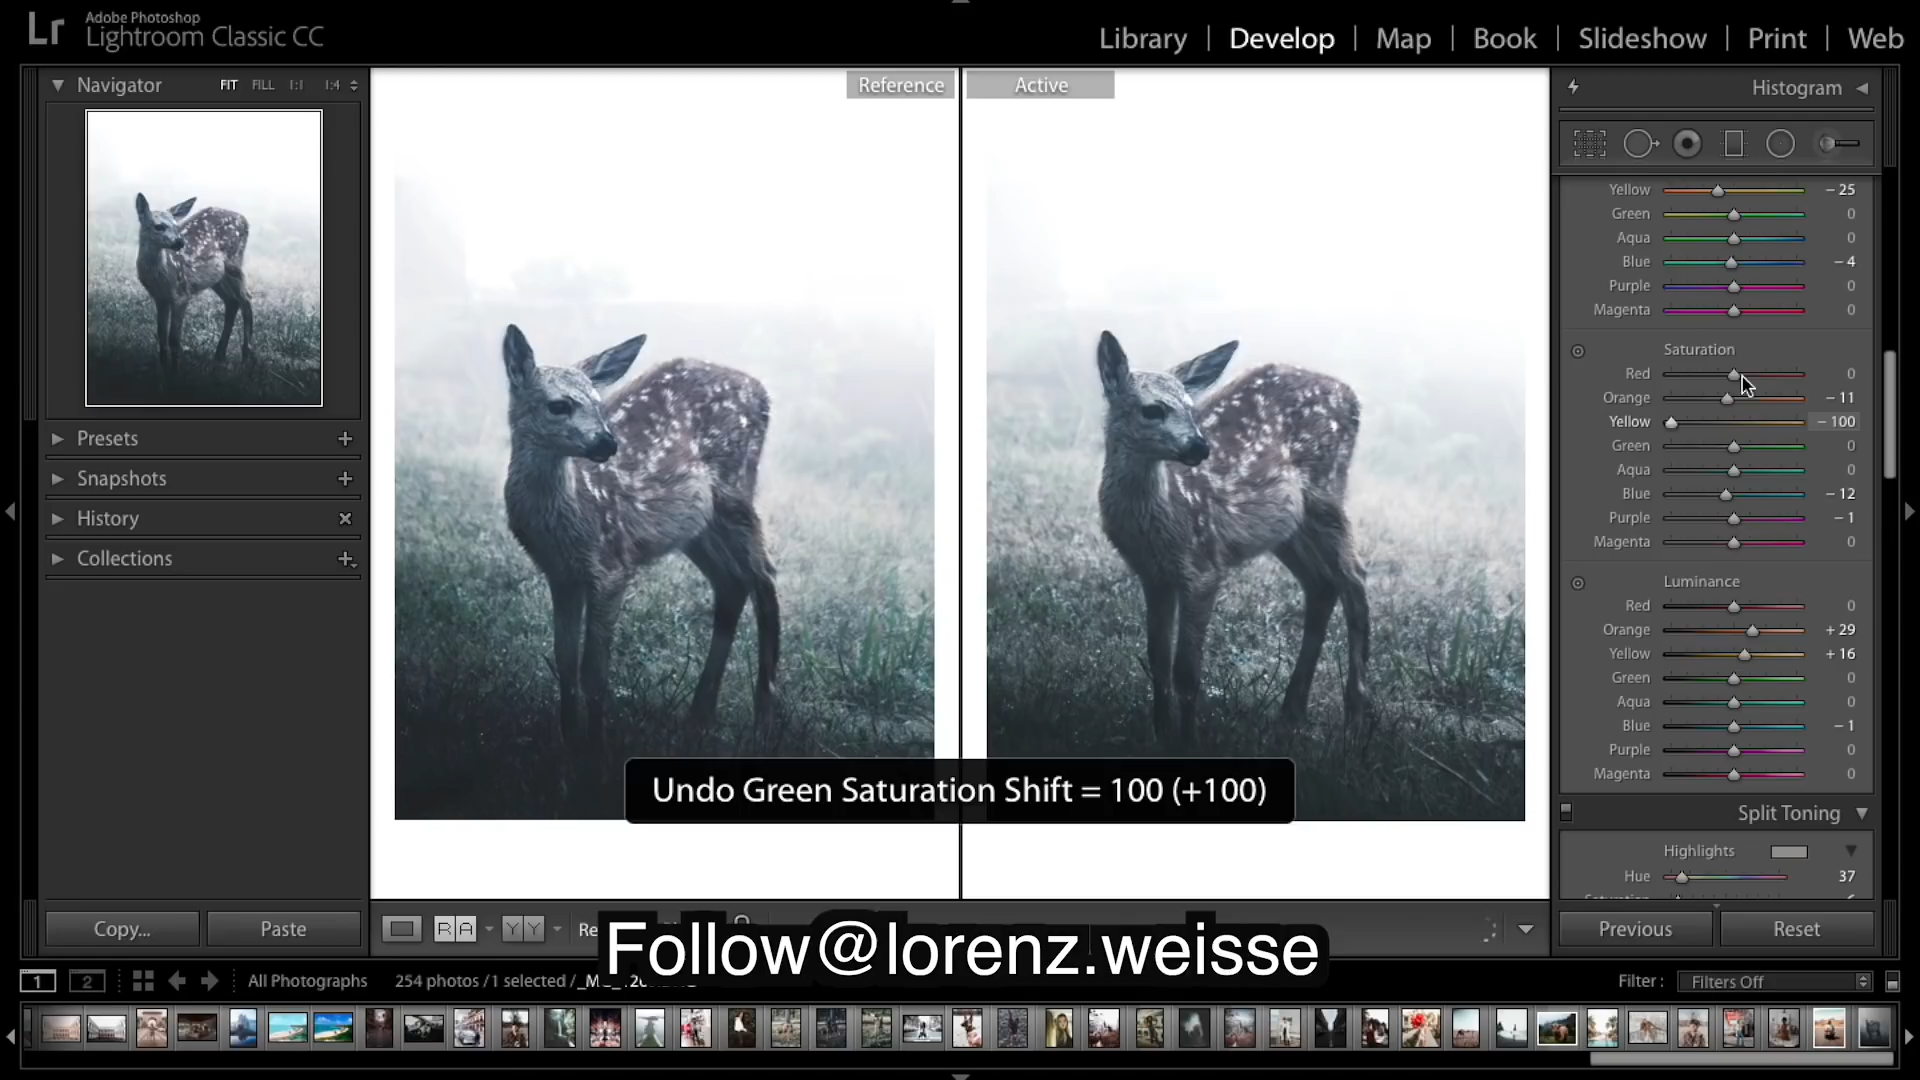 Lr Adobe Photoshop
Lightroom Classic CC
Library | Develop | Map | Book | Slideshow | Print | Web
Navigator FIT FILL 1:1 1:4
Presets
Snapshots
History
Collections
Copy... Paste
Reference Active
Histogram
Yellow - 25
Green 0
Aqua 0
Blue - 4
Purple 0
Magenta 0
Saturation
Red 0
Orange - 11
Yellow - 100
Green 0
Aqua 0
Blue - 12
Purple - 1
Magenta 0
Luminance
Red 0
Orange + 29
Yellow + 16
Green 0
Aqua 0
Blue - 1
Purple 0
Magenta 0
Split Toning
Highlights
Hue 37
Previous Reset
Undo Green Saturation Shift = 100 (+100)
R A Y Y
Follow@lorenz.weisse
1 2 All Photographs 254 photos /1 selected /
Filter : Filters Off